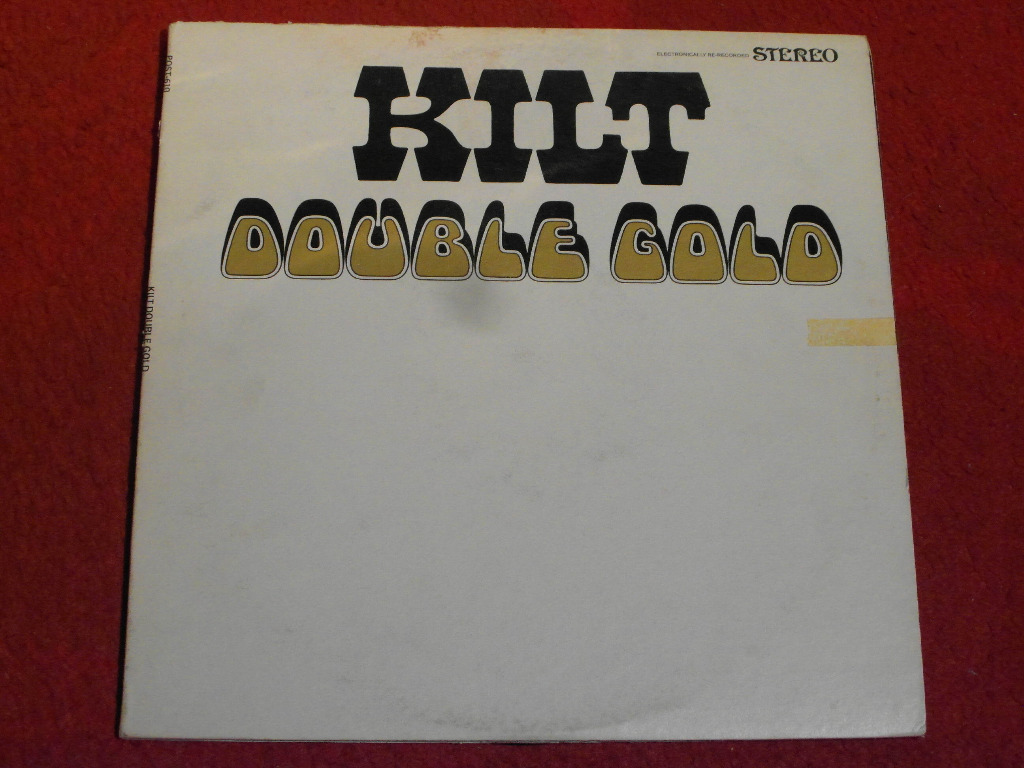 ELECTRONICALLY RE-RECORDED STEREO
KILT
DOUBLE GOLD
KILT DOUBLE GOLD